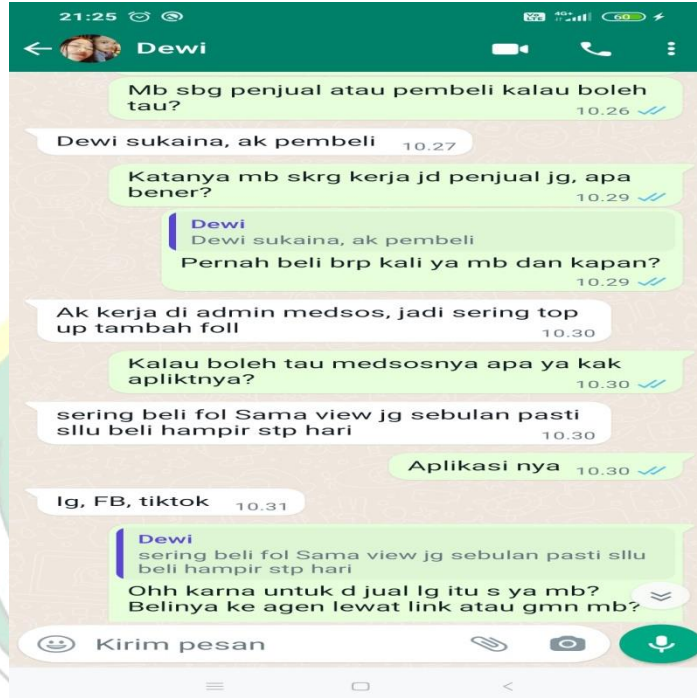 21:25
Vo 4G+ 60
Dewi
Mb sbg penjual atau pembeli kalau boleh
tau?
10.26
Dewi sukaina, ak pembeli 10.27
Katanya mb skrg kerja jd penjual jg, apa
bener?
10.29
Dewi
Dewi sukaina, ak pembeli
Pernah beli brp kali ya mb dan kapan?
10.29
Ak kerja di admin medsos, jadi sering top
up tambah foll 10.30
Kalau boleh tau medsosnya apa ya kak
apliktnya? 10.30
sering beli fol Sama view jg sebulan pasti
sllu beli hampir stp hari 10.30
Aplikasi nya 10.30
Ig, FB, tiktok 10.31
Dewi
sering beli fol Sama view jg sebulan pasti sllu
beli hampir stp hari
Ohh karna untuk d jual lg itu s ya mb?
Belinya ke agen lewat link atau gmn mb?
Kirim pesan